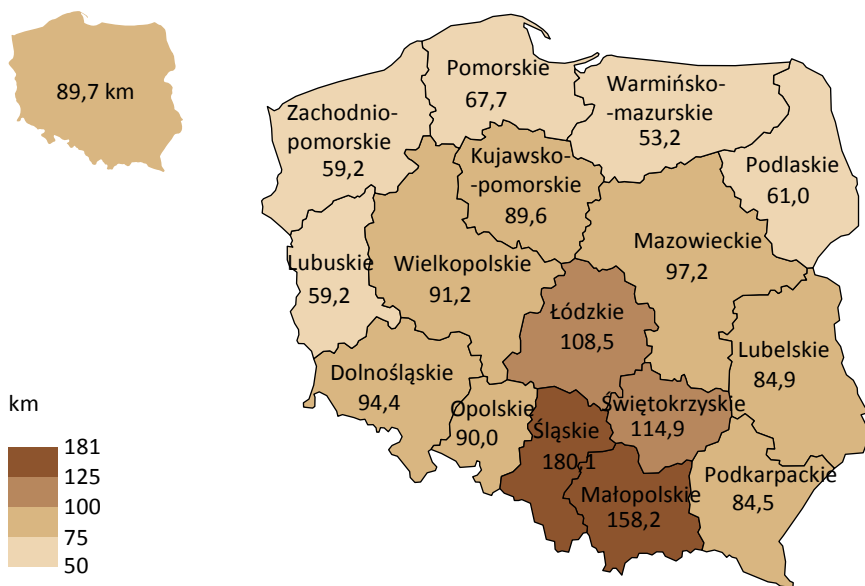 89,7 km
Pomorskie
67,7
Warmińsko-
-mazurskie
53,2
Zachodnio-
pomorskie
59,2
Kujawsko-
-pomorskie
89,6
Podlaskie
61,0
Mazowieckie
97,2
Lubuskie
59,2
Wielkopolskie
91,2
Łódzkie
108,5
Lubelskie
84,9
Dolnośląskie
94,4
Opolskie
90,0
Śląskie
180,1
Świętokrzyskie
114,9
Małopolskie
158,2
Podkarpackie
84,5
km
181
125
100
75
50